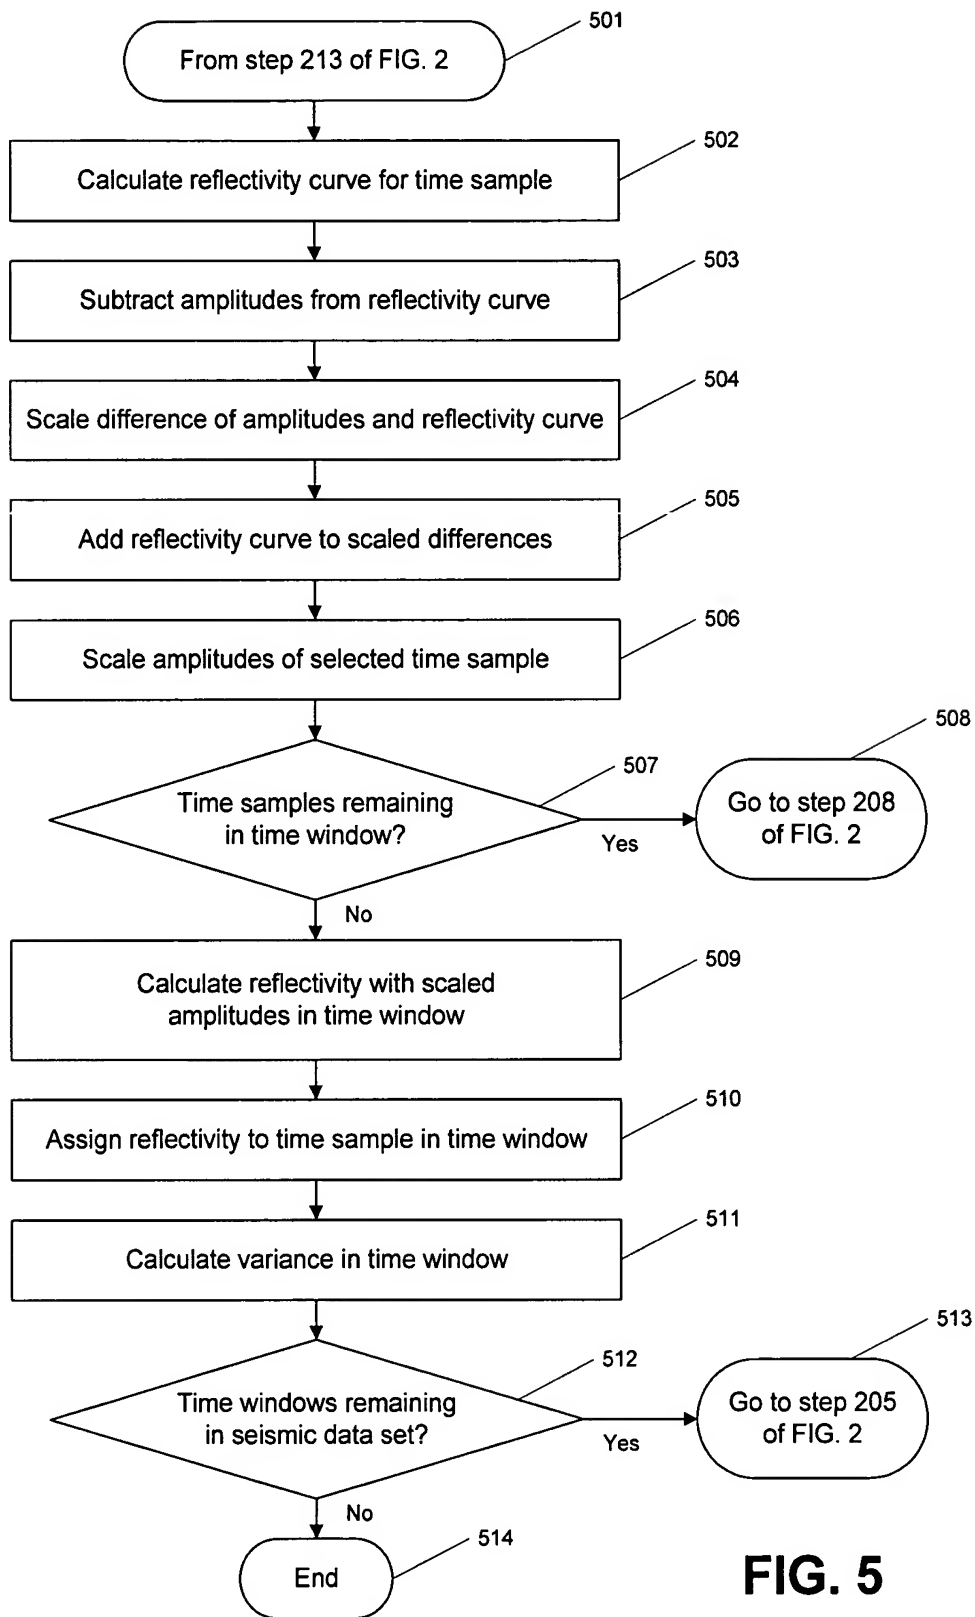 From step 213 of FIG. 2
501
Calculate reflectivity curve for time sample
502
Subtract amplitudes from reflectivity curve
503
Scale difference of amplitudes and reflectivity curve
504
Add reflectivity curve to scaled differences
505
Scale amplitudes of selected time sample
506
Time samples remaining
in time window?
507
Yes
Go to step 208
of FIG. 2
508
No
Calculate reflectivity with scaled
amplitudes in time window
509
Assign reflectivity to time sample in time window
510
Calculate variance in time window
511
Time windows remaining
in seismic data set?
512
Yes
Go to step 205
of FIG. 2
513
No
End
514
FIG. 5